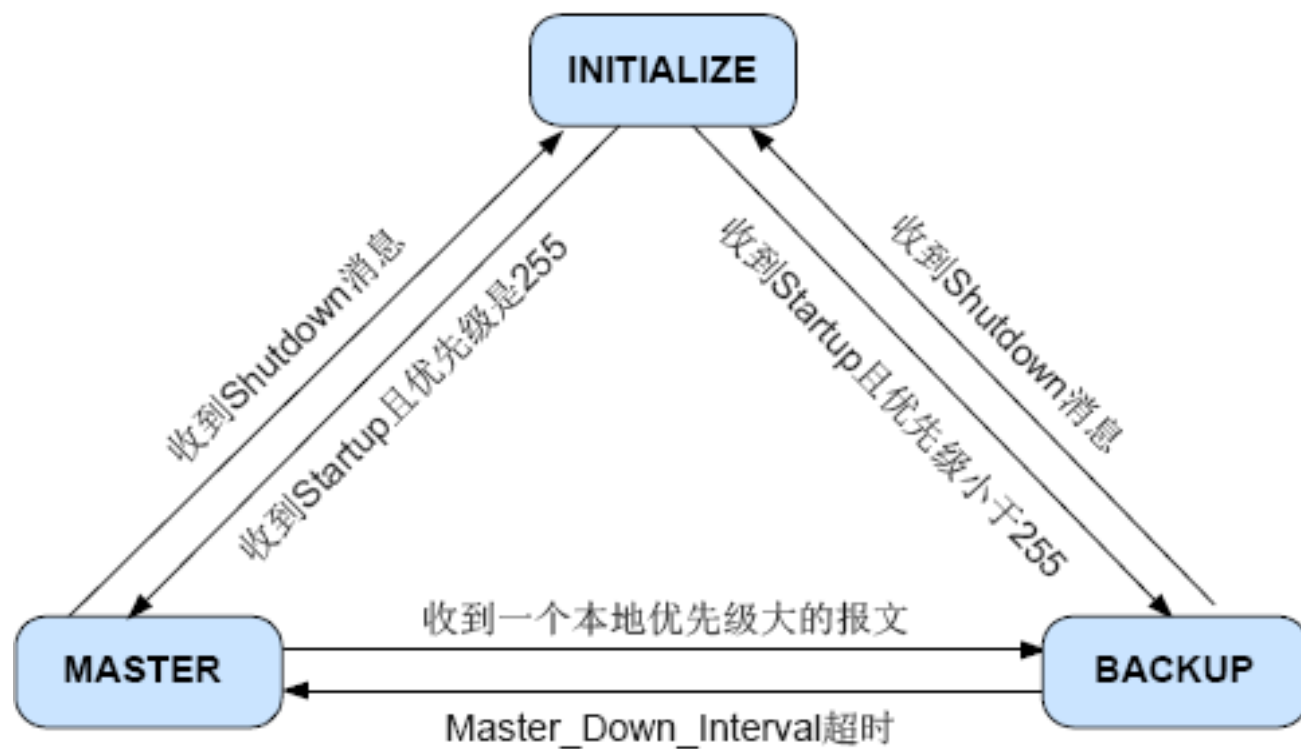 INITIALIZE
收到Shutdown消息
收到Startup且优先级是255
收到Startup且优先级小于255
收到Shutdown消息
收到一个本地优先级大的报文
MASTER
BACKUP
Master_Down_Interval超时